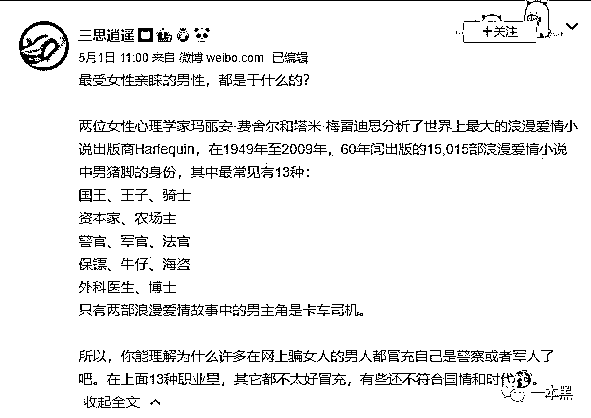 三思逍遥
+关注
5月1日 11:00 来自 微博 weibo.com 已编辑
最受女性亲睐的男性，都是干什么的?
两位女性心理学家玛丽安·费舍尔和塔米·梅雷迪思分析了世界上最大的浪漫爱情小
说出版商Harfequin，在1949年至2009年，60年间出版的15,015部浪漫爱情小说
中男猪脚的身份，其中最常见有13种：
国王、王子、骑士
资本家、农场主
警官、军官、法官
保镖、牛仔、海盗
外科医生、博士
只有两部浪漫爱情故事中的男主角是卡车司机。
所以，你能理解为什么许多在网上骗女人的男人都冒充自己是警察或者军人了
吧。在上面13种职业里，其它都不太好冒充，有些还不符合国情和时代
收起全文
一本黑